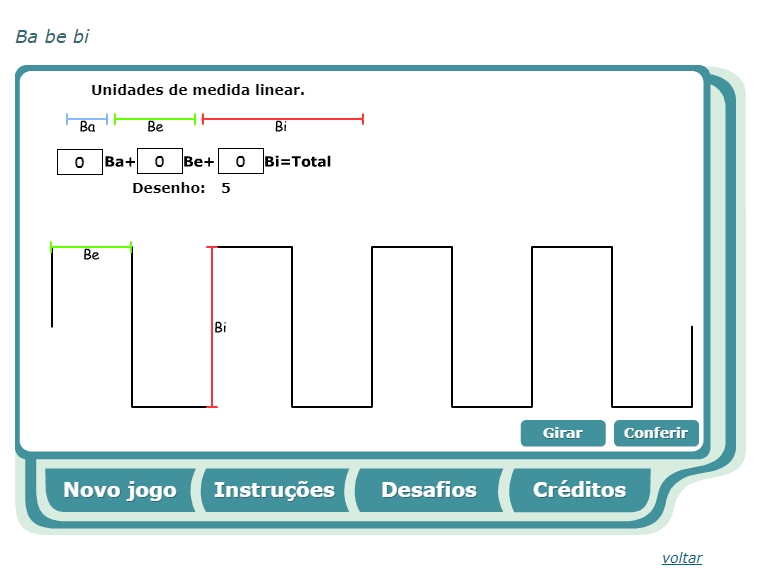 Ba be bi
Unidades de medida linear.
Ba Be Bi
0 Ba+ 0 Be+ 0 Bi=Total
Desenho: 5
Be
Bi
Girar Conferir
Novo jogo Instruções Desafios Créditos
voltar